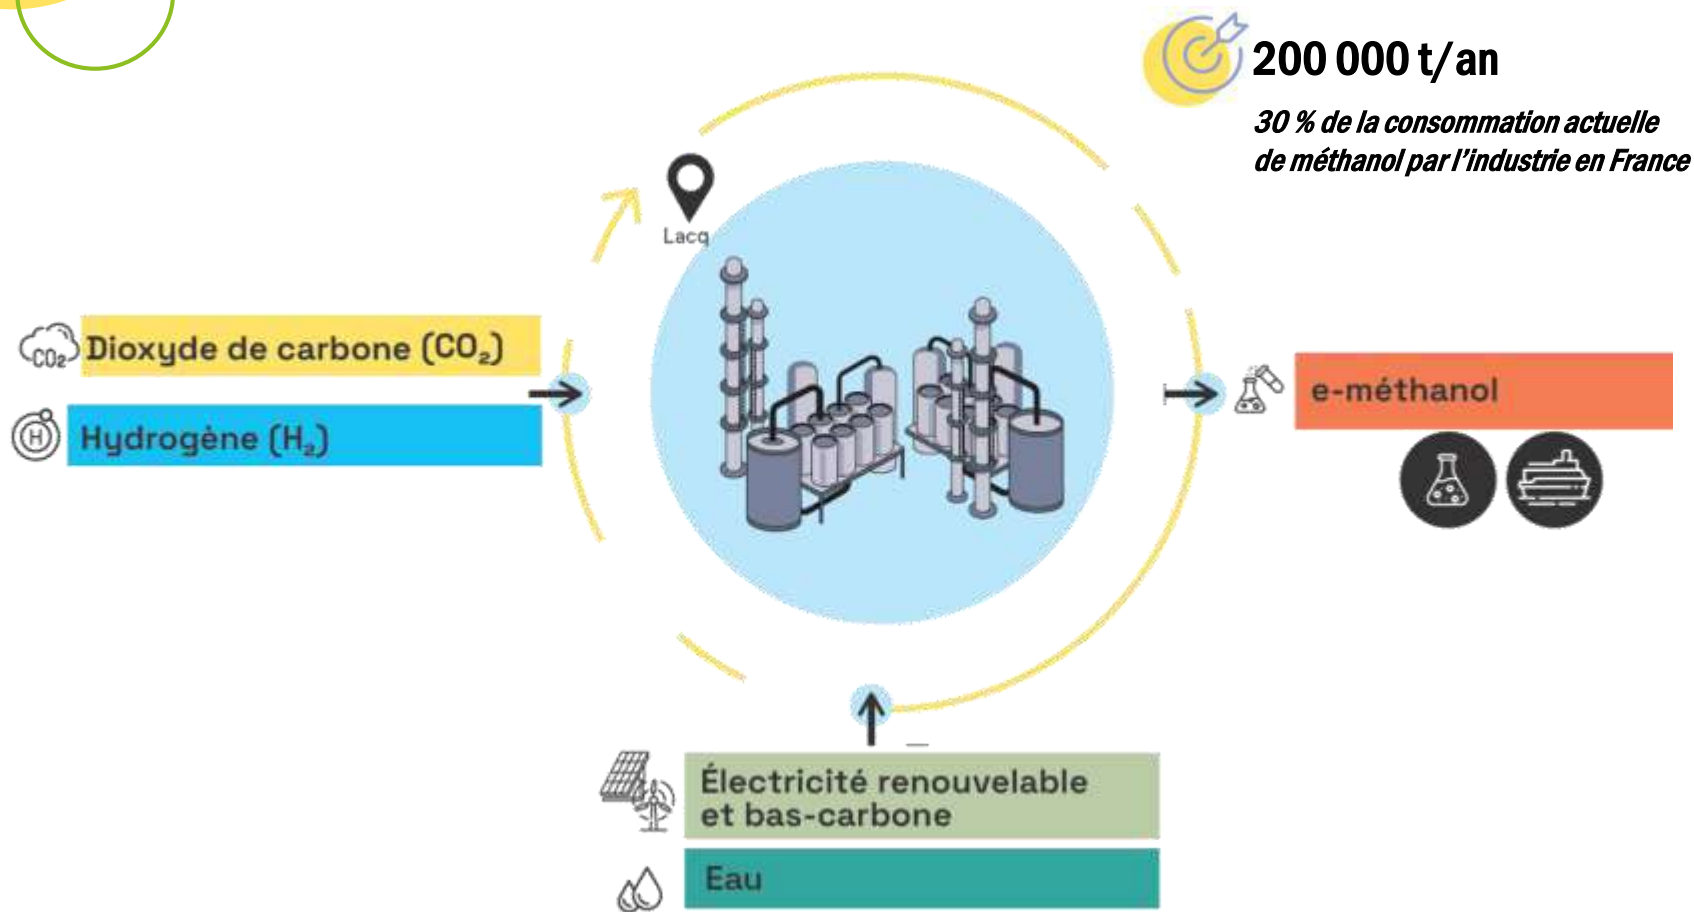 200 000 t/an
30 % de la consommation actuelle
de méthanol par l'industrie en France
Lacq
CO₂
Dioxyde de carbone (CO₂)
H
Hydrogène (H₂)
e-méthanol
Électricité renouvelable
et bas-carbone
Eau